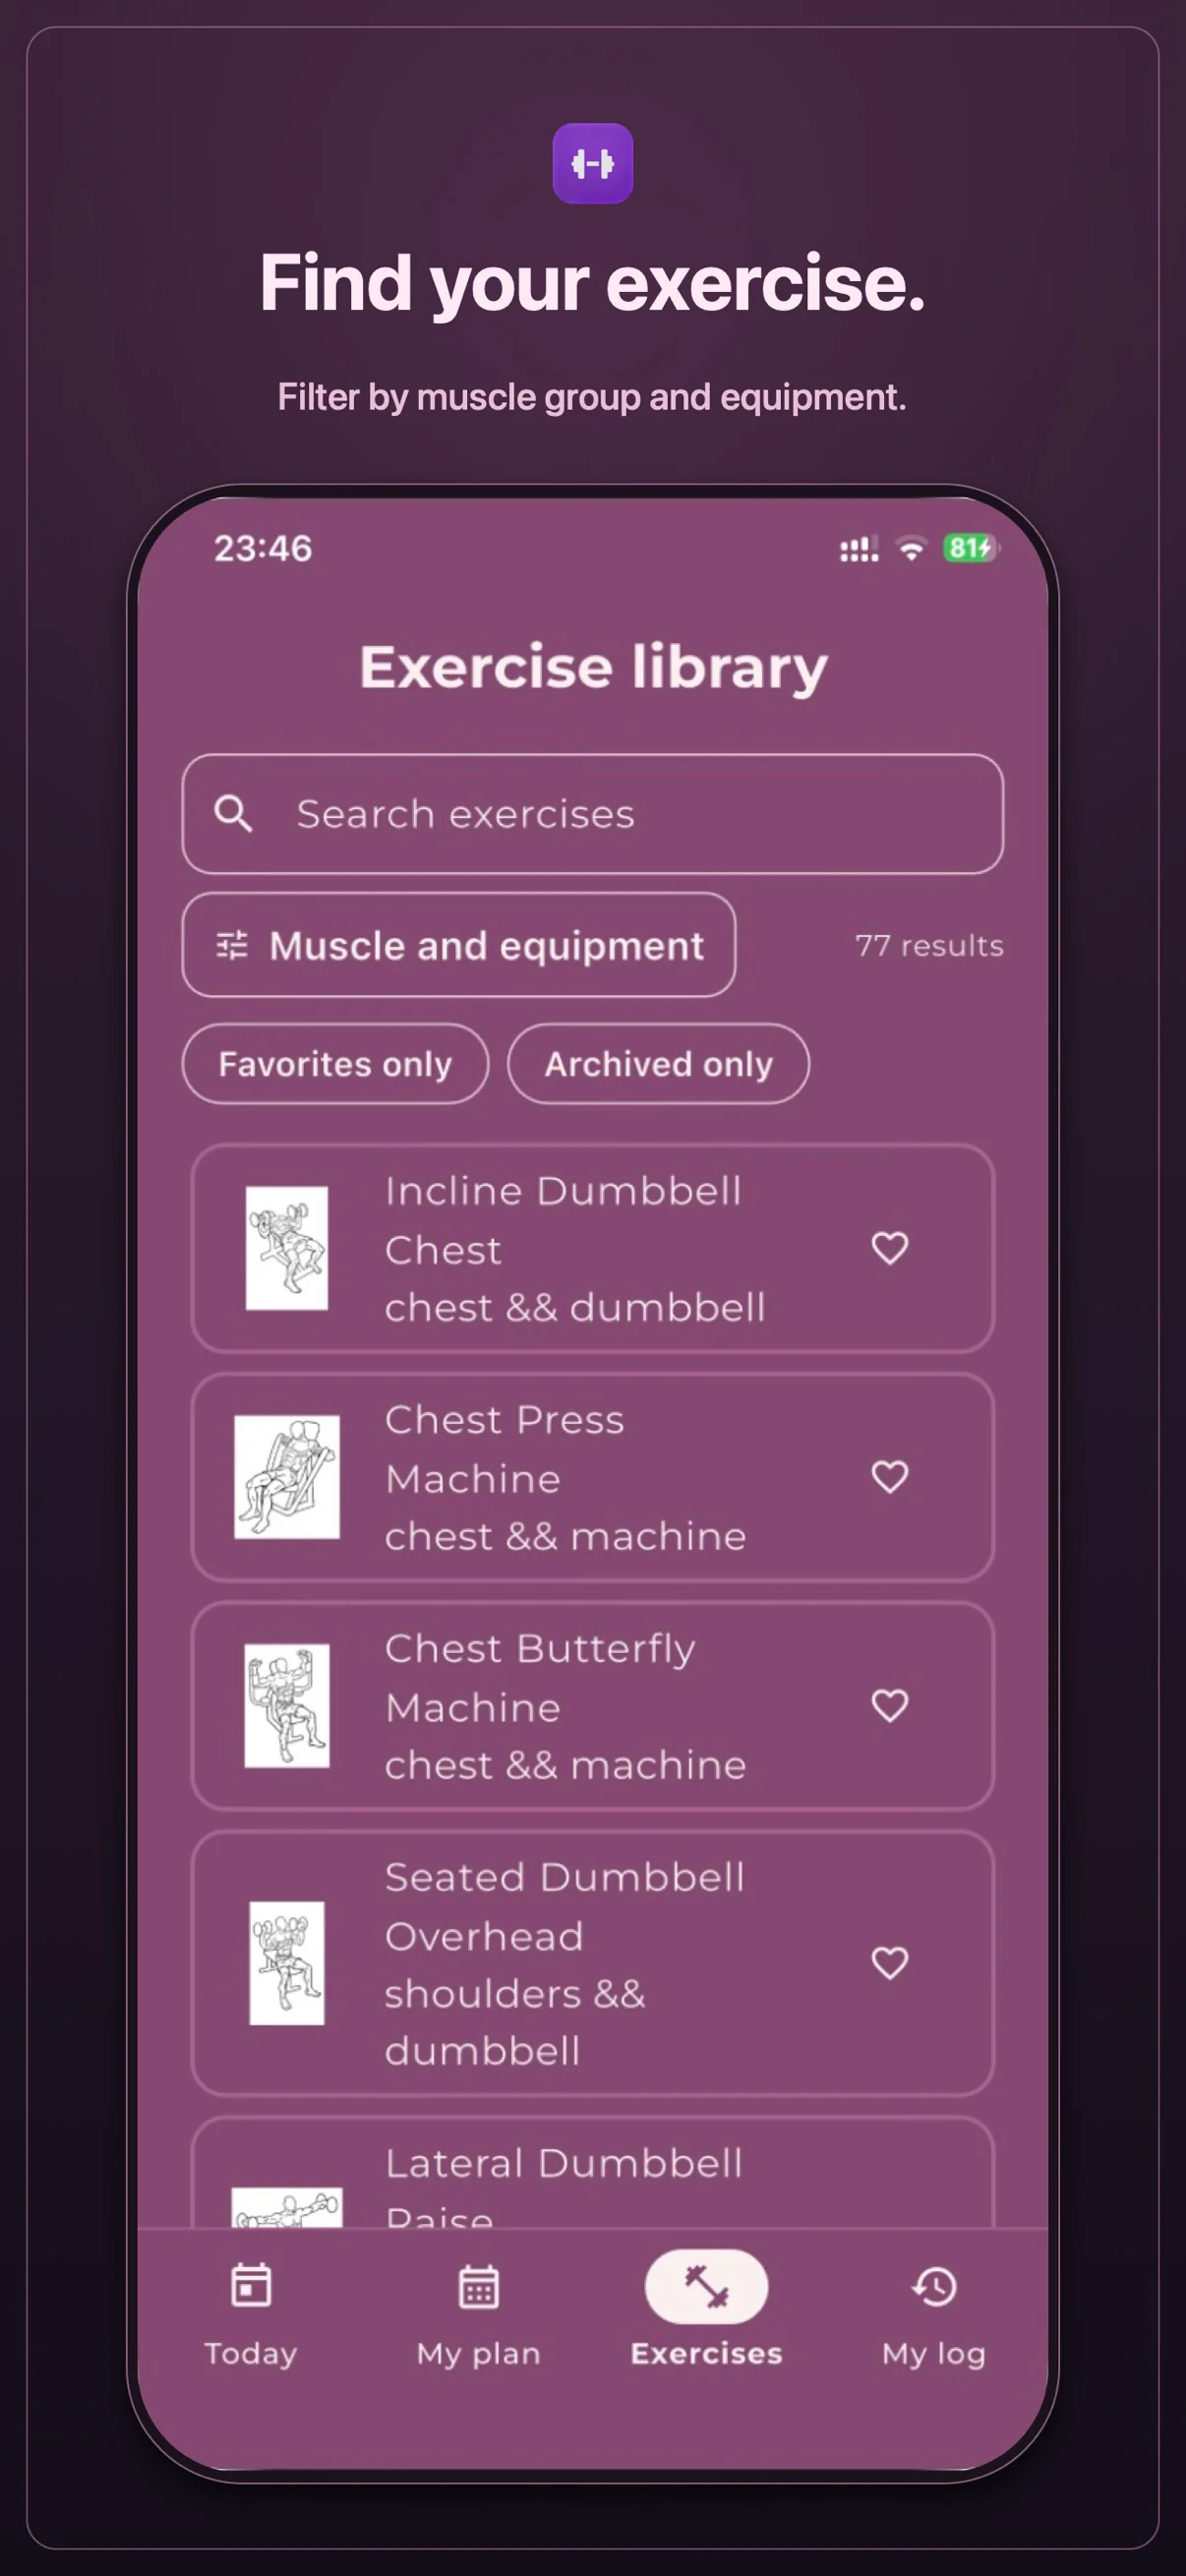 Find your exercise.
Filter by muscle group and equipment.
23:46
81
Exercise library
Search exercises
Muscle and equipment
77 results
Favorites only
Archived only
Incline Dumbbell
Chest
chest && dumbbell
Chest Press
Machine
chest && machine
Chest Butterfly
Machine
chest && machine
Seated Dumbbell
Overhead
shoulders &&
dumbbell
Lateral Dumbbell
Raise
Today
My plan
Exercises
My log